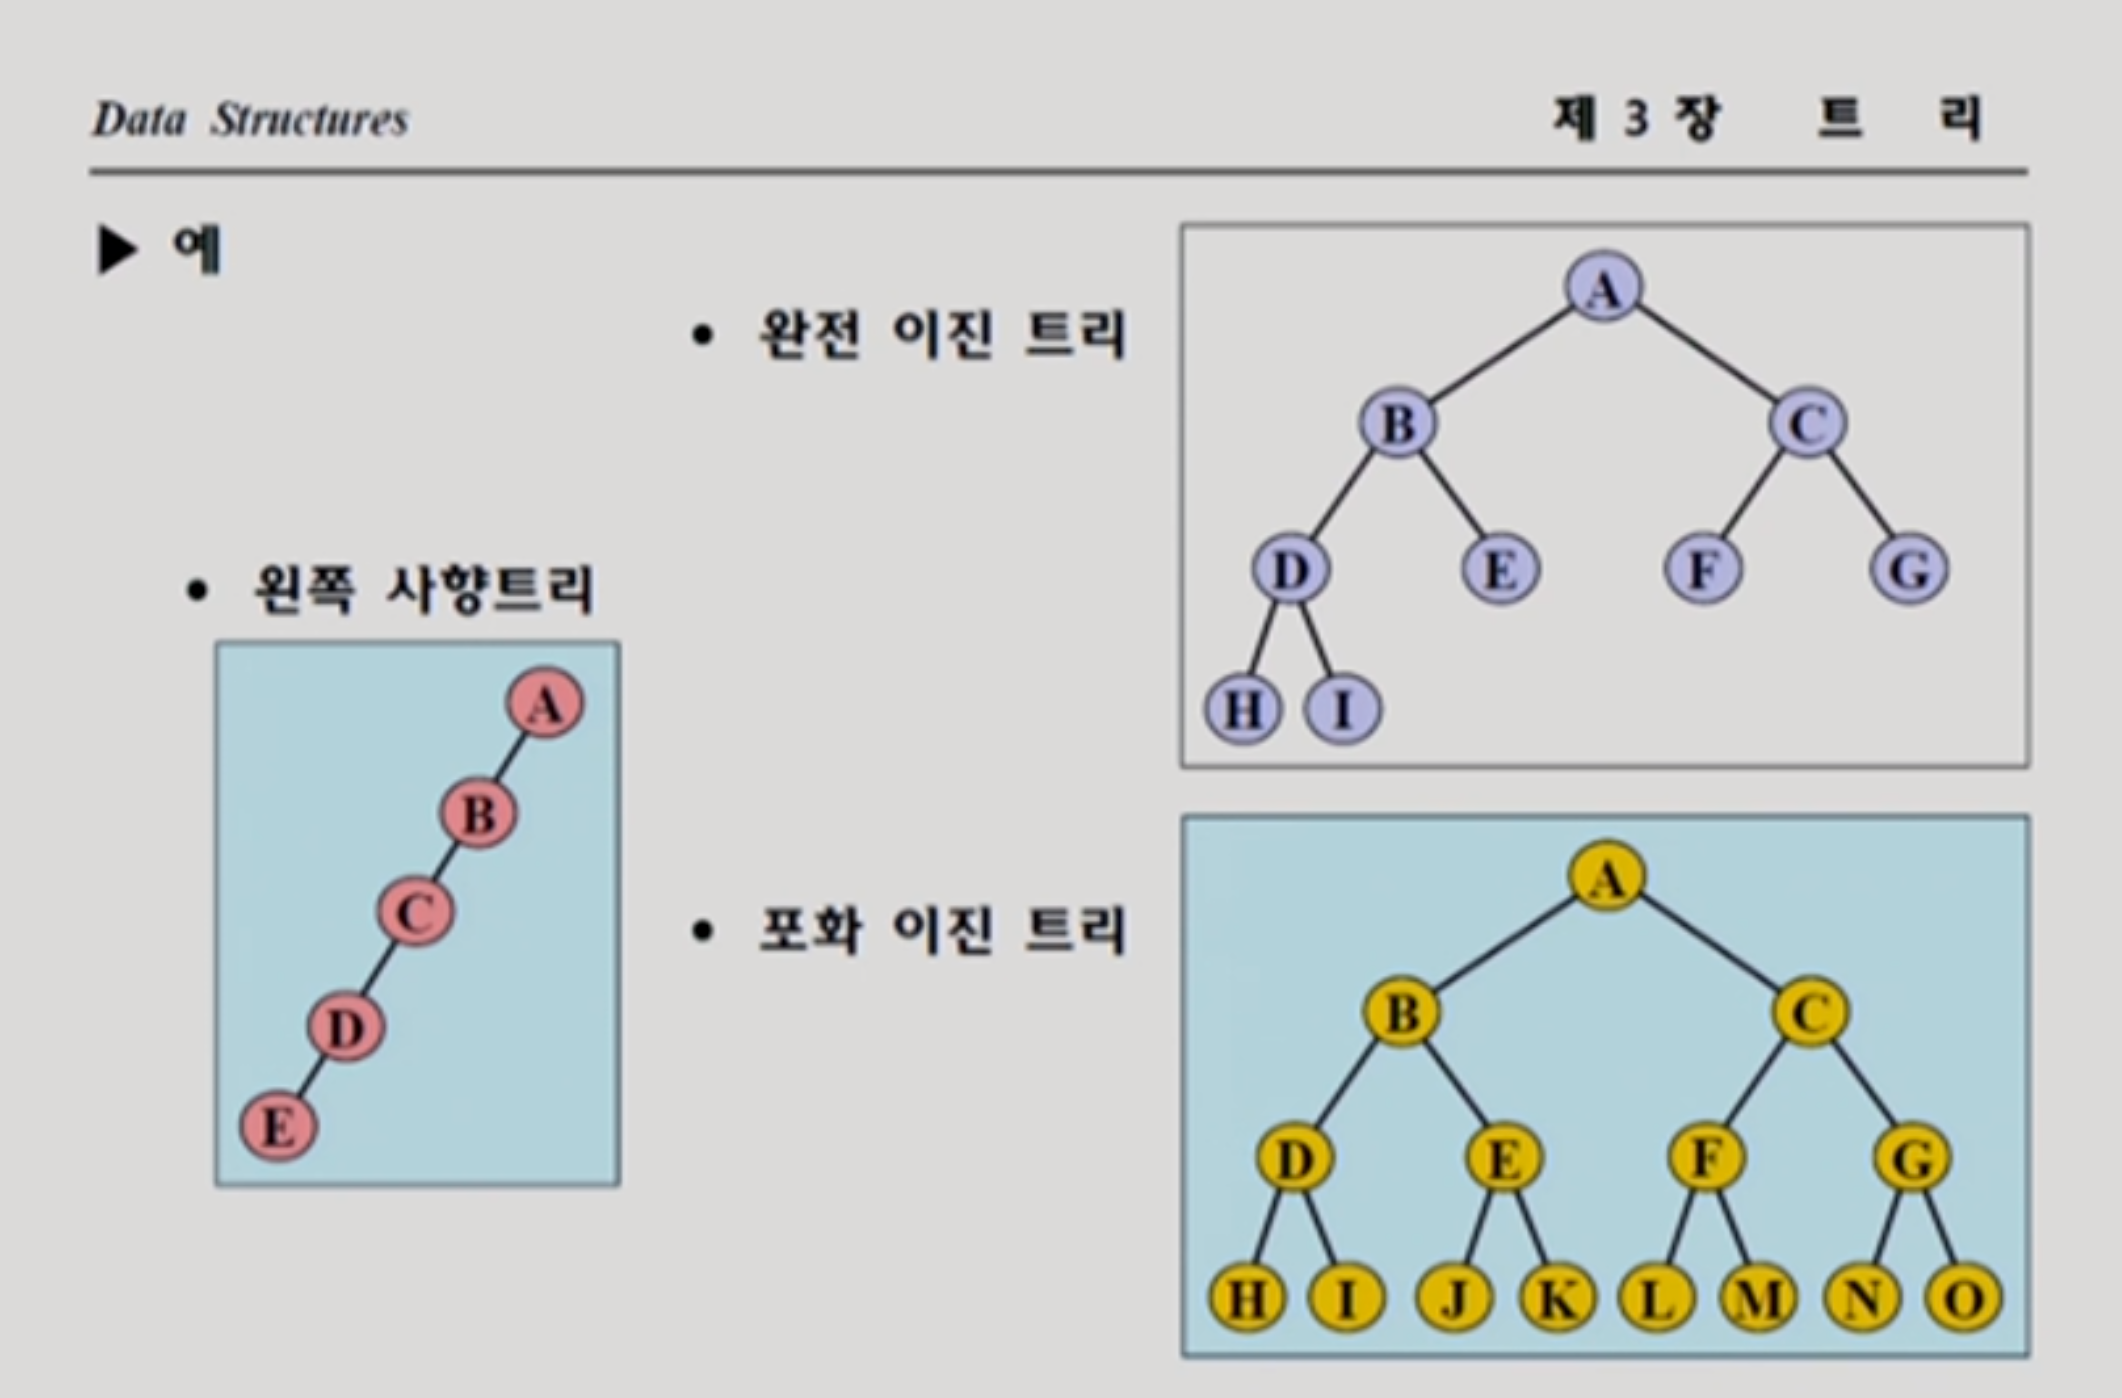 Data Structures
제 3 장 트 리
▶ 예
• 완전 이진 트리
A
B C
D E F G
H I
• 왼쪽 사향트리
A
B
C
D
E
• 포화 이진 트리
A
B C
D E F G
H I J K L M N O